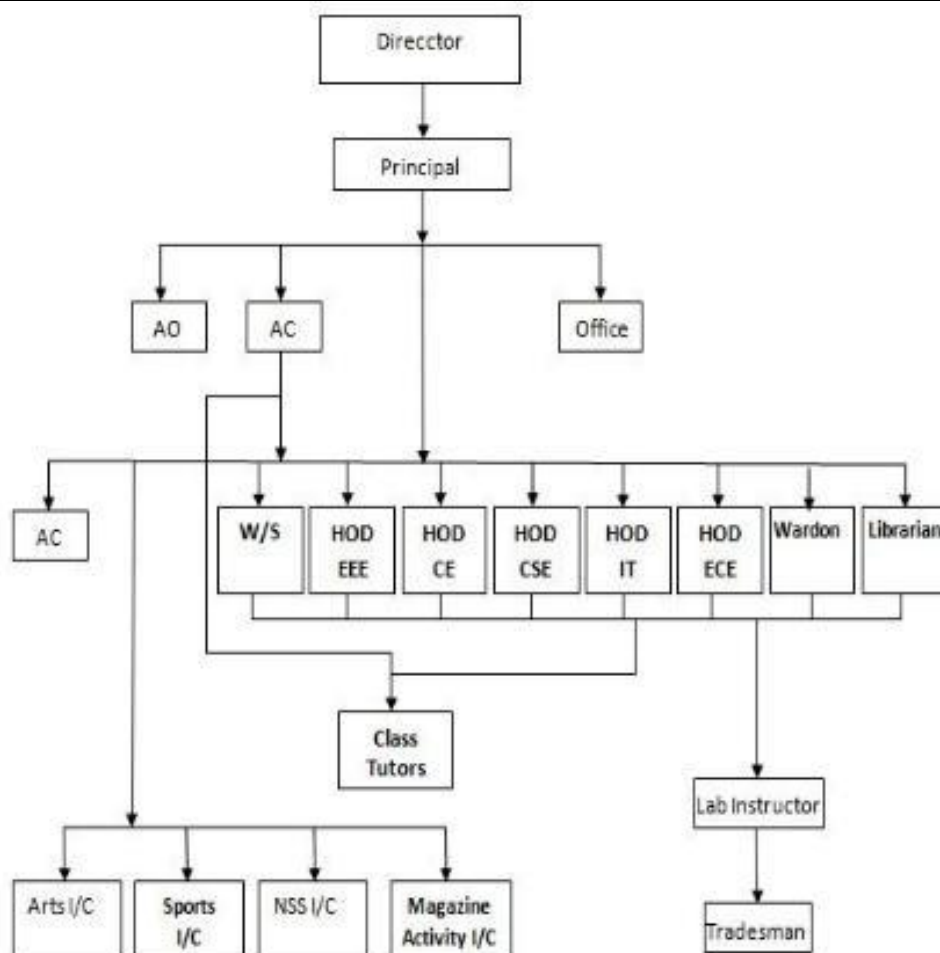 Direcctor
Principal
AO
AC
Office
AC
W/S
HOD
EEE
HOD
CE
HOD
CSE
HOD
IT
HOD
ECE
Wardon
Librarian
Class
Tutors
Lab Instructor
Arts I/C
Sports
I/C
NSS I/C
Magazine
Activity I/C
Tradesman